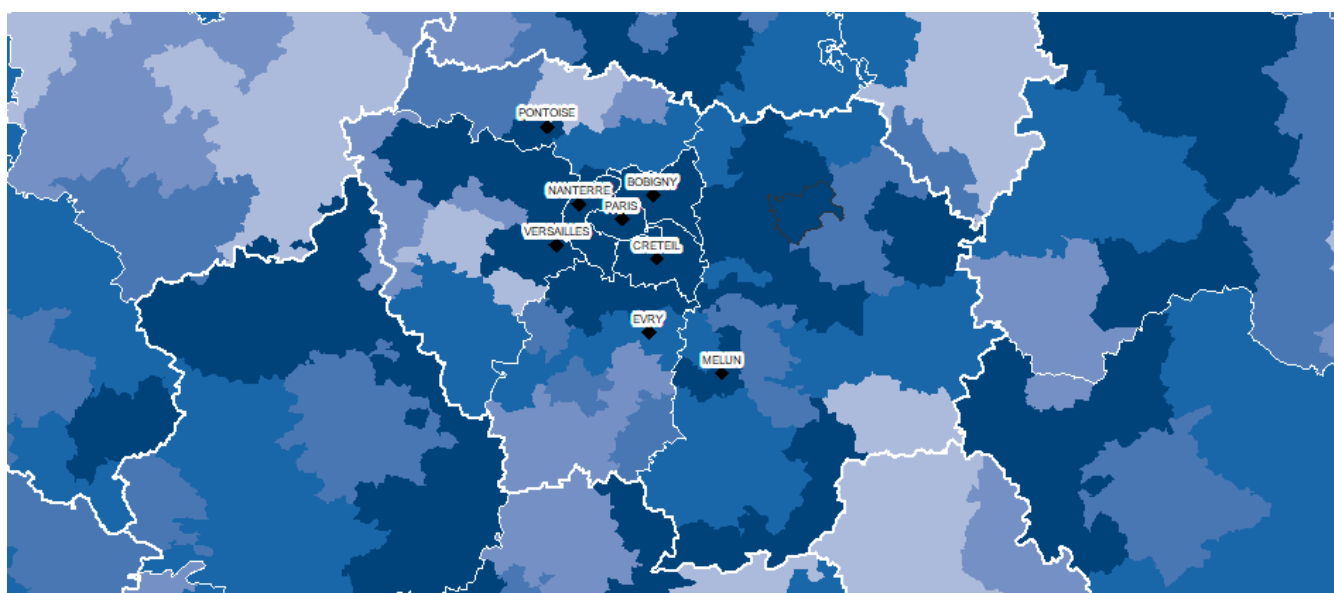 PONTOISE
BOBIGNY
NANTERRE
PARIS
VERSAILLES
CRETEIL
EVRY
MELUN